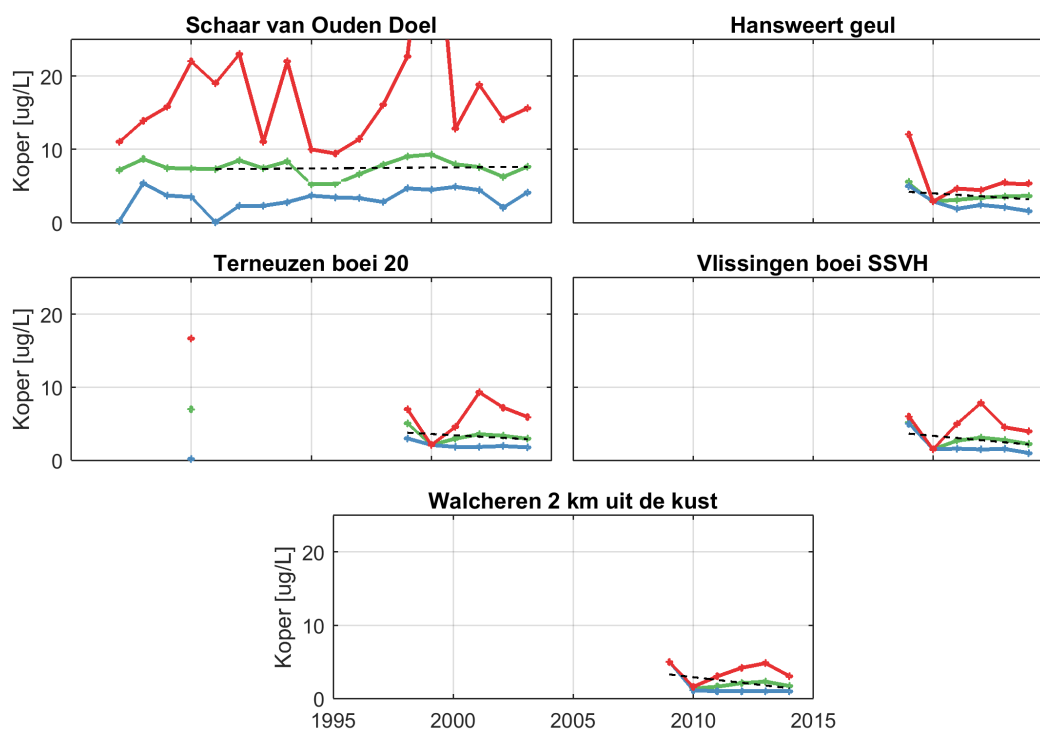 Schaar van Ouden Doel
Hansweert geul
Koper [ug/L]
20
10
0
Terneuzen boei 20
Vlissingen boei SSVH
Koper [ug/L]
20
10
0
Walcheren 2 km uit de kust
Koper [ug/L]
20
10
0
1995 2000 2005 2010 2015